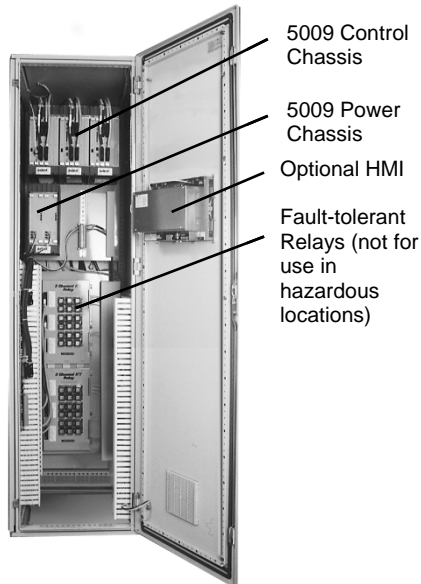 5009 Control
Chassis
5009 Power
Chassis
Optional HMI
Fault-tolerant
Relays (not for
use in
hazardous
locations)